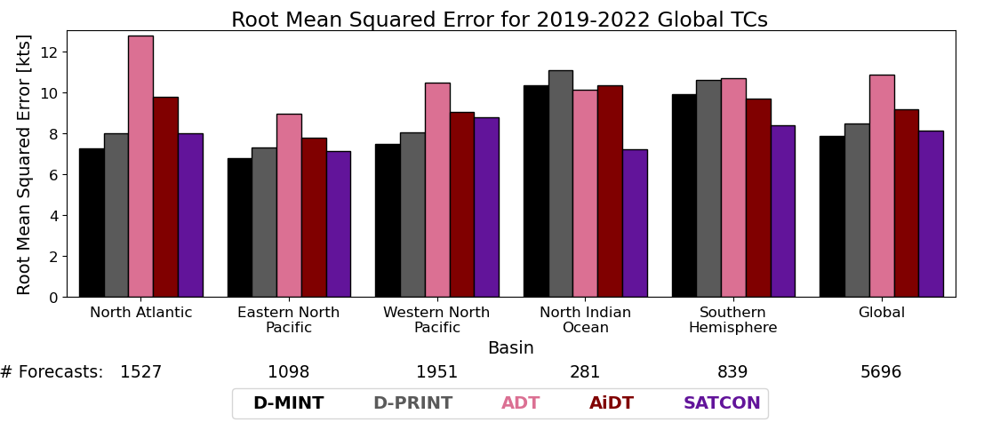 Root Mean Squared Error for 2019-2022 Global TCs
Root Mean Squared Error [kts]
12
10
8
6
4
2
0
North Atlantic
Eastern North
Pacific
Western North
Pacific
North Indian
Ocean
Southern
Hemisphere
Global
Basin
# Forecasts: 1527 1098 1951 281 839 5696
D-MINT D-PRINT ADT AiDT SATCON